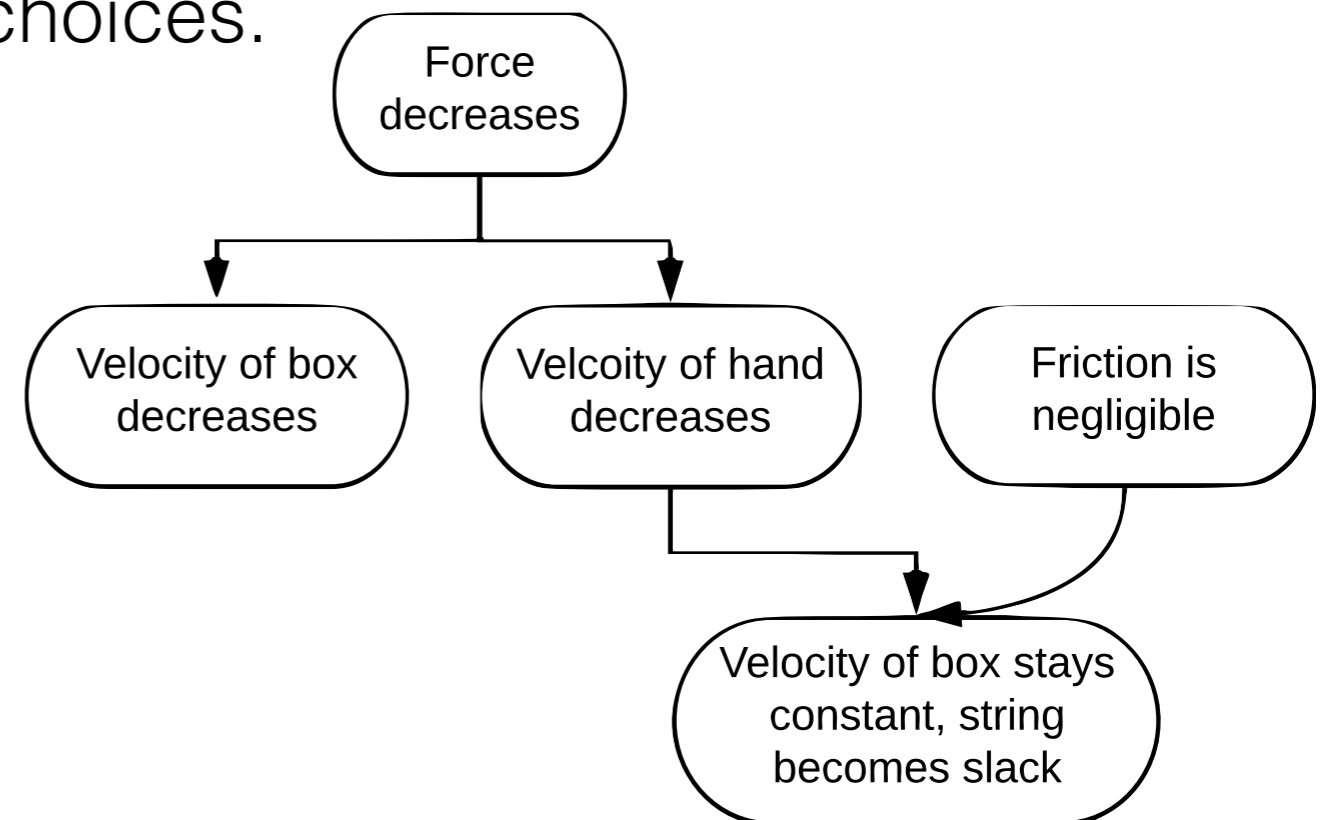 choices.
Force
decreases
Velocity of box
decreases
Velcoity of hand
decreases
Friction is
negligible
Velocity of box stays
constant, string
becomes slack